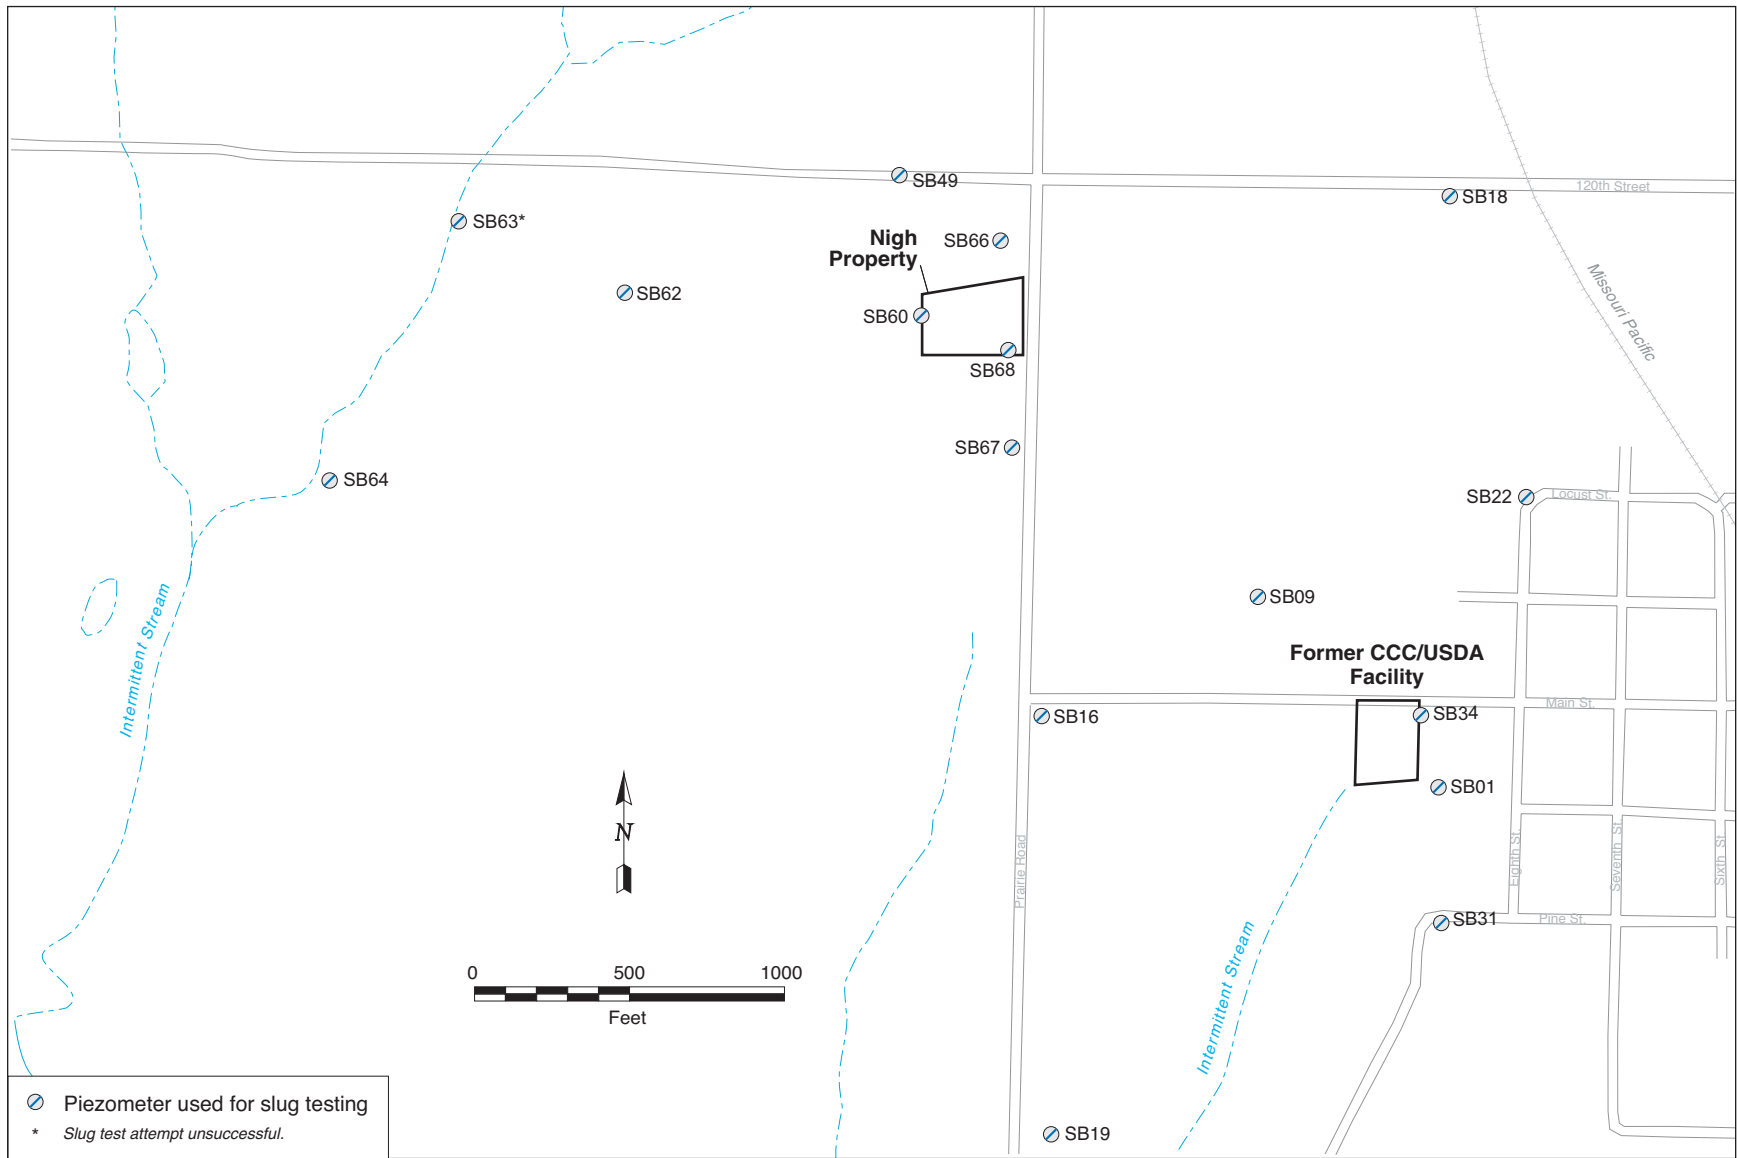 SB49
120th Street
SB18
SB63*
Nigh
Property
SB66
Missouri Pacific
SB62
SB60
SB68
SB67
SB64
SB22
Locust St.
Intermittent Stream
SB09
Former CCC/USDA
Facility
Main St.
SB16
SB34
SB01
N
Prairie Road
Eighth St.
Seventh St.
Sixth St.
SB31
Pine St.
Intermittent Stream
0 500 1000
Feet
Piezometer used for slug testing
* Slug test attempt unsuccessful.
SB19